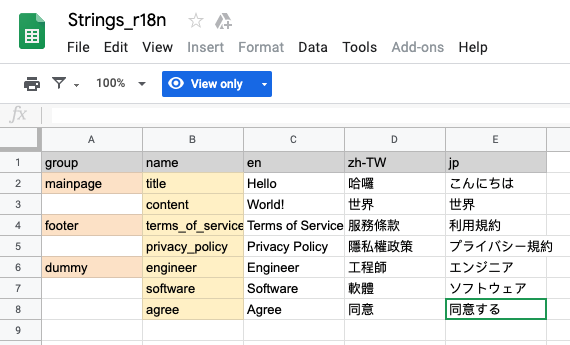 Strings_r18n
File Edit View Insert Format Data Tools Add-ons Help
100% View only
fx
A B C D E
1 group name en zh-TW jp
2 mainpage title Hello 哈囉 こんにちは
3 content World! 世界 世界
4 footer terms_of_service Terms of Service 服務條款 利用規約
5 privacy_policy Privacy Policy 隱私權政策 プライバシー規約
6 dummy engineer Engineer 工程師 エンジニア
7 software Software 軟體 ソフトウェア
8 agree Agree 同意 同意する
9